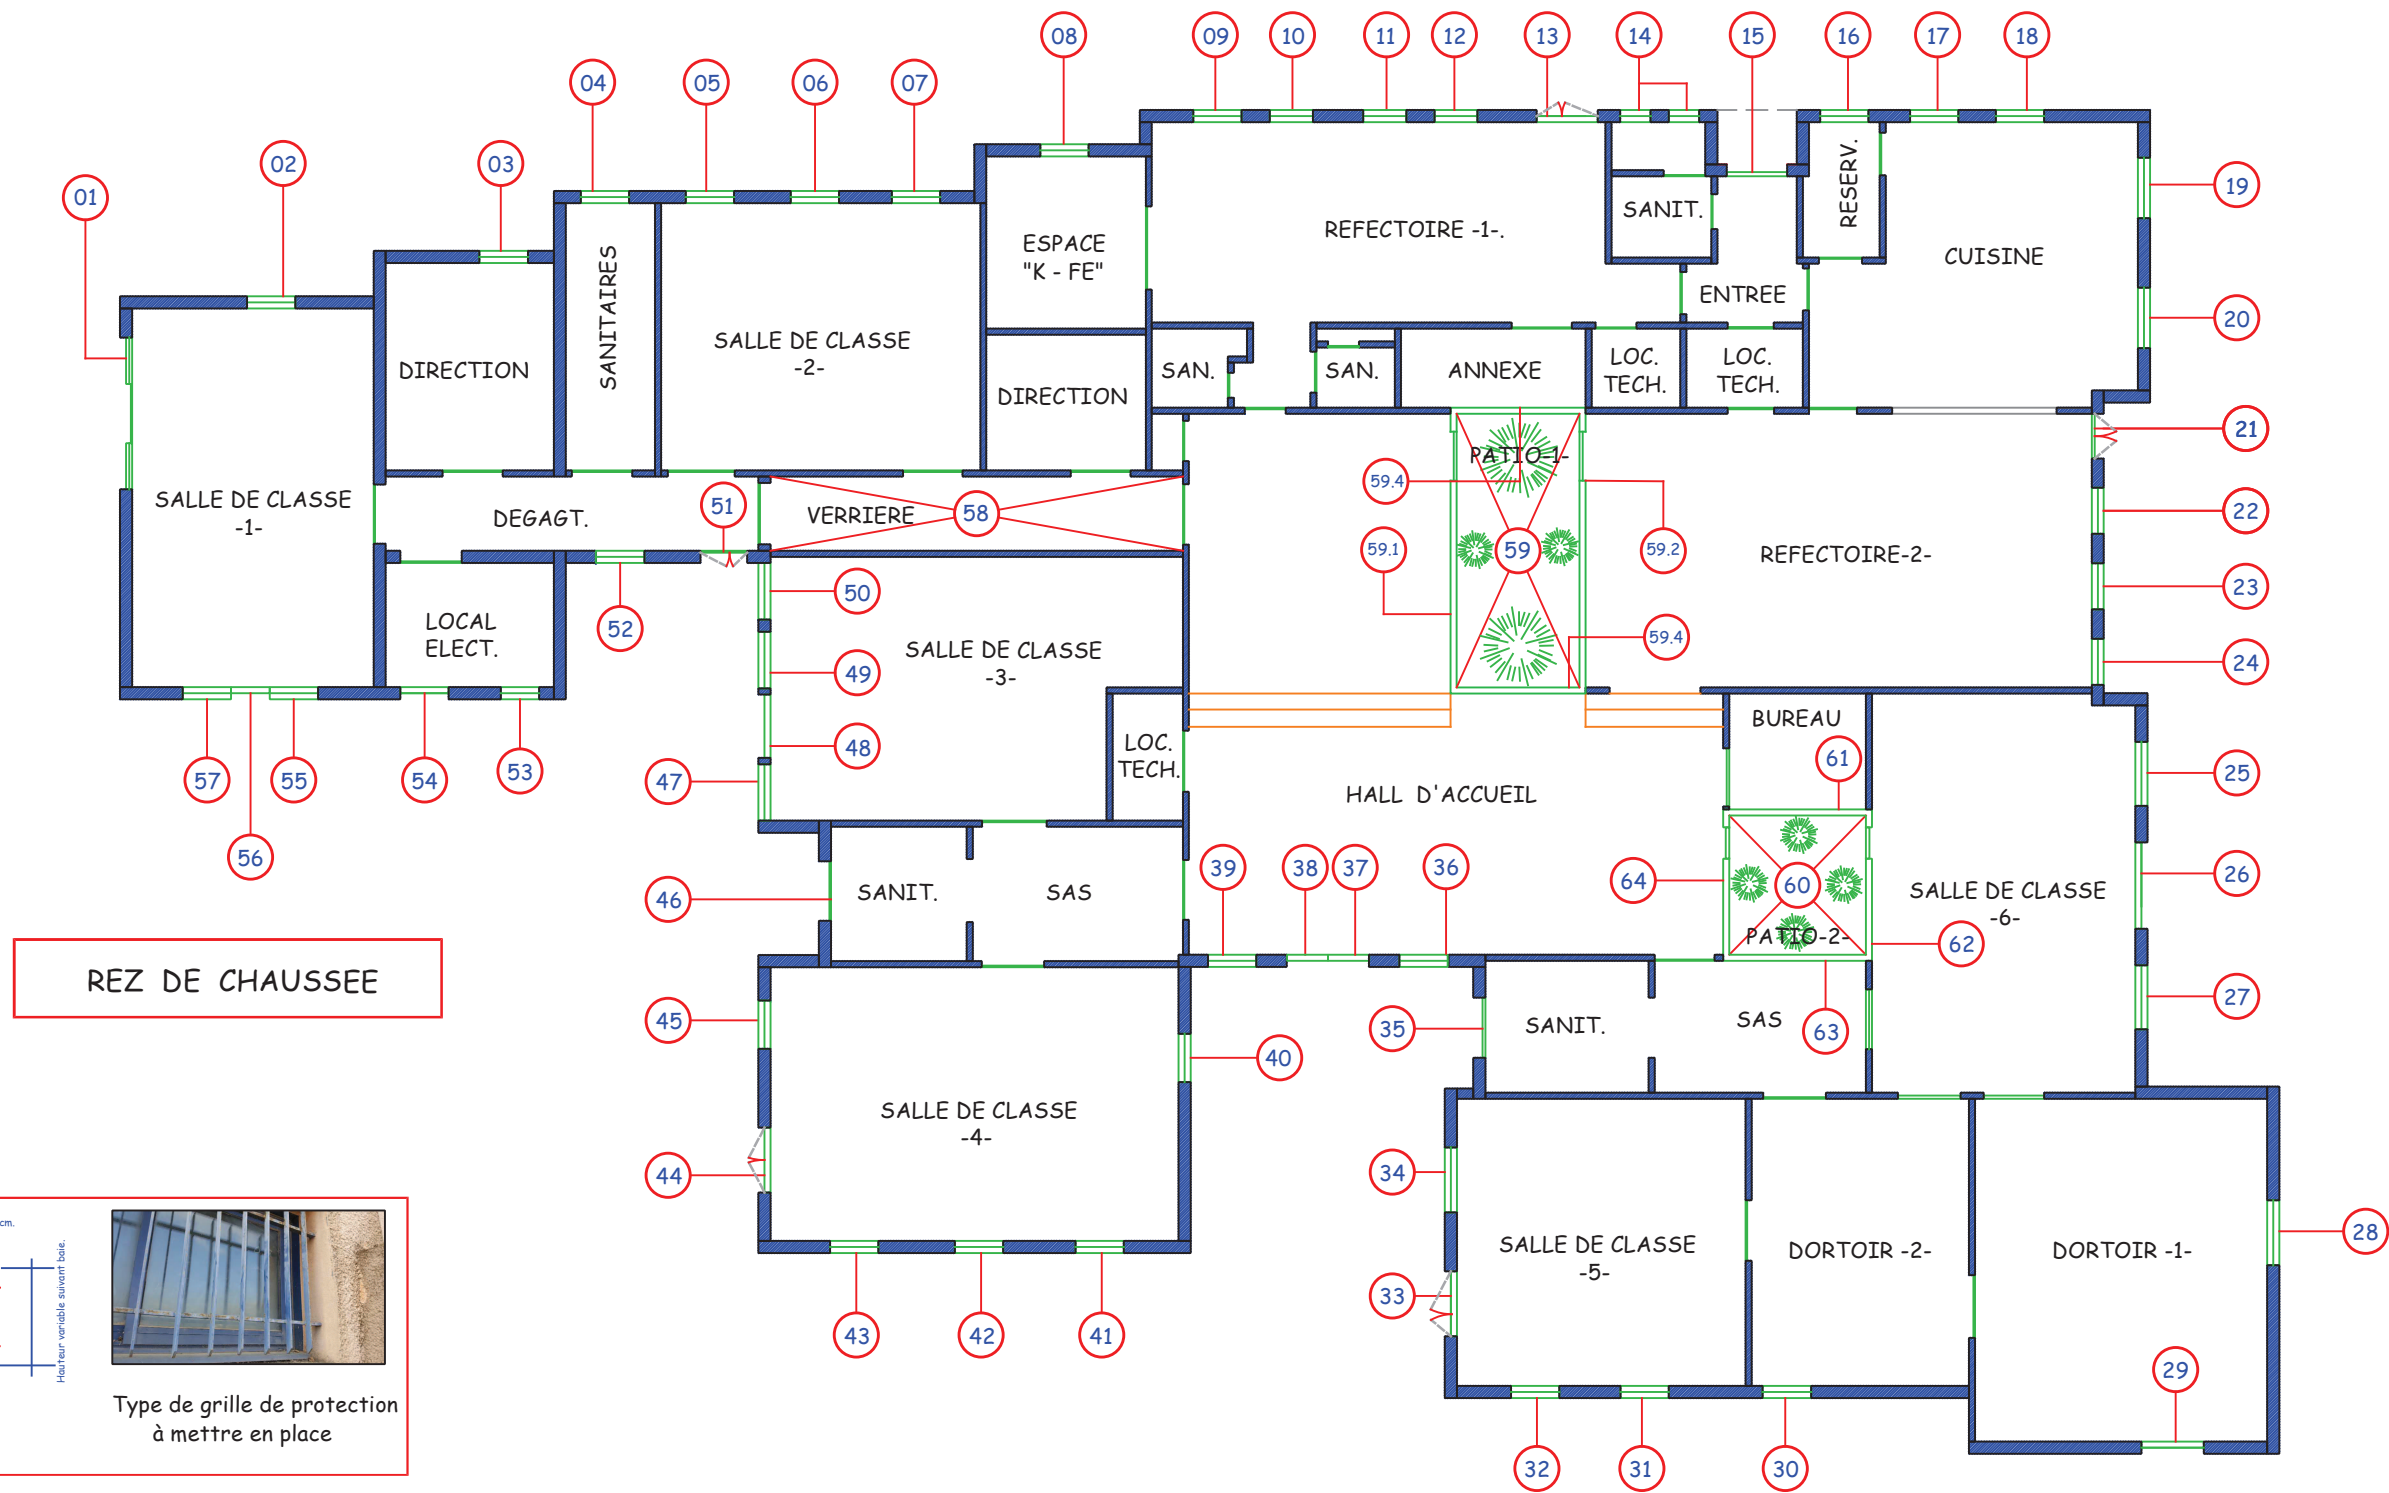 09
10
11
12
13
14
15
16
17
18
08
04
05
06
07
02
03
01
19
20
21
22
23
24
RESERV.
SANIT.
REFECTOIRE -1-.
CUISINE
ENTREE
ESPACE
"K - FE"
SANITAIRES
SALLE DE CLASSE
-2-
DIRECTION
DIRECTION
SAN.
SAN.
ANNEXE
LOC.
TECH.
LOC.
TECH.
SALLE DE CLASSE
-1-
DEGAGT.
51
VERRIERE
58
PATIO-1-
59.4
59.1
59
59.2
59.4
REFECTOIRE-2-
LOCAL
ELECT.
52
50
49
48
47
SALLE DE CLASSE
-3-
LOC.
TECH.
57
56
55
54
53
BUREAU
61
HALL D'ACCUEIL
25
26
27
39
38
37
36
64
60
PATIO-2-
62
63
SALLE DE CLASSE
-6-
46
SANIT.
SAS
REZ DE CHAUSSEE
45
44
40
35
SANIT.
SAS
SALLE DE CLASSE
-4-
34
33
SALLE DE CLASSE
-5-
DORTOIR -2-
DORTOIR -1-
28
29
43
42
41
32
31
30
cm.
Hauteur variable suivant baie.
Type de grille de protection
à mettre en place